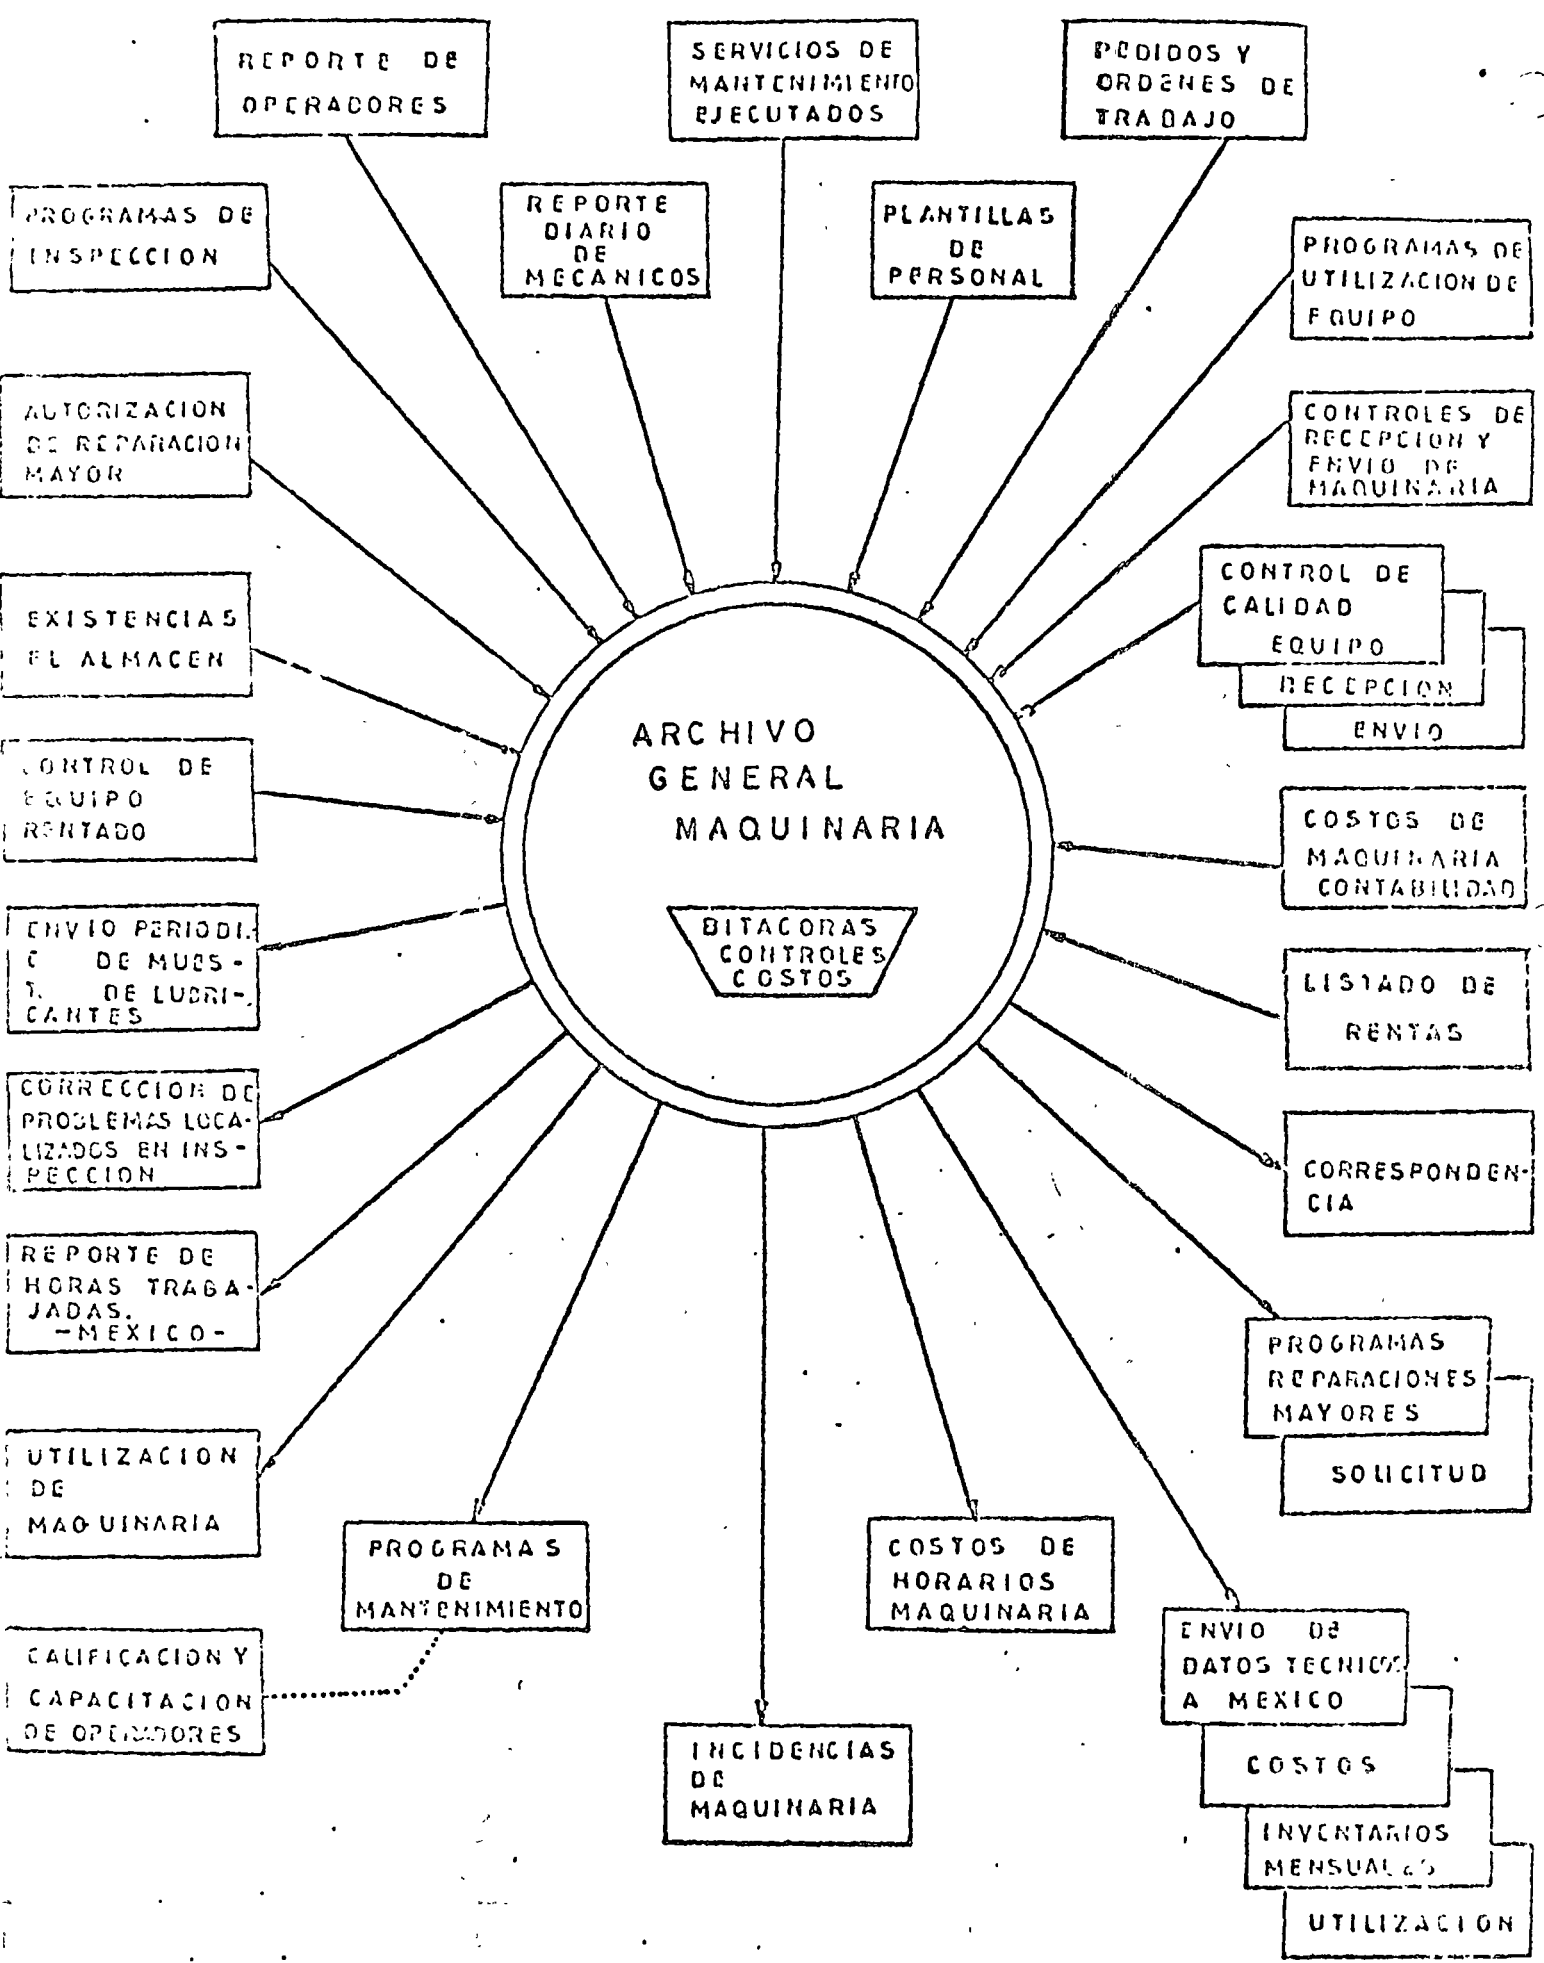 REPORTE DE
OPERADORES
SERVICIOS DE
MANTENIMIENTO
EJECUTADOS
PEDIDOS Y
ORDENES DE
TRABAJO
PROGRAMAS DE
INSPECCION
REPORTE
DIARIO
DE
MECANICOS
PLANTILLAS
DE
PERSONAL
PROGRAMAS DE
UTILIZACION DE
EQUIPO
AUTORIZACION
DE REPARACION
MAYOR
CONTROLES DE
RECEPCION Y
ENVIO DE
MAQUINARIA
EXISTENCIAS
EL ALMACEN
CONTROL DE
CALIDAD
EQUIPO
RECEPCION
ENVIO
CONTROL DE
EQUIPO
RENTADO
ARCHIVO
GENERAL
MAQUINARIA
BITACORAS
CONTROLES
COSTOS
COSTOS DE
MAQUINARIA
CONTABILIDAD
ENVIO PERIODI-
C DE MUES-
T. DE LUBRI-
CANTES
LISTADO DE
RENTAS
CORRECCION DE
PROBLEMAS LOCA-
LIZADOS EN INS-
PECCION
CORRESPONDEN-
CIA
REPORTE DE
HORAS TRABA-
JADAS.
-MEXICO-
PROGRAMAS
REPARACIONES
MAYORES
SOLICITUD
UTILIZACION
DE
MAQUINARIA
PROGRAMAS
DE
MANTENIMIENTO
COSTOS DE
HORARIOS
MAQUINARIA
CALIFICACION Y
CAPACITACION
DE OPERADORES
INCIDENCIAS
DE
MAQUINARIA
ENVIO DE
DATOS TECNICOS
A MEXICO
COSTOS
INVENTARIOS
MENSUALES
UTILIZACION